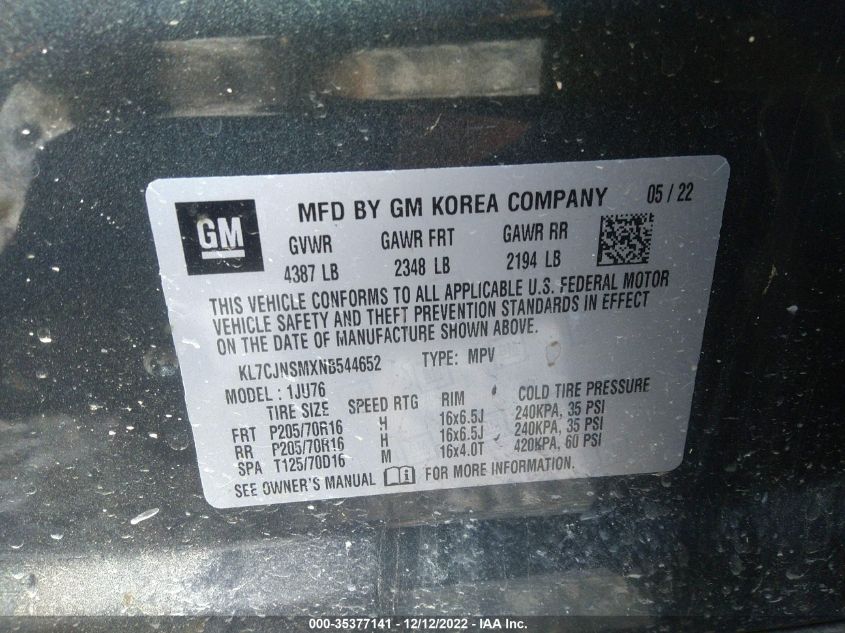 GM
MFD BY GM KOREA COMPANY 05 / 22
GVWR GAWR FRT GAWR RR
4387 LB 2348 LB 2194 LB
THIS VEHICLE CONFORMS TO ALL APPLICABLE U.S. FEDERAL MOTOR
VEHICLE SAFETY AND THEFT PREVENTION STANDARDS IN EFFECT
ON THE DATE OF MANUFACTURE SHOWN ABOVE.
KL7CJNSMXNB544652 TYPE: MPV
MODEL : 1JU76
TIRE SIZE SPEED RTG RIM COLD TIRE PRESSURE
FRT P205/70R16 H 16x6.5J 240KPA, 35 PSI
RR P205/70R16 H 16x6.5J 240KPA, 35 PSI
SPA T125/70D16 M 16x4.0T 420KPA, 60 PSI
SEE OWNER'S MANUAL FOR MORE INFORMATION.
000-35377141 - 12/12/2022 - IAA Inc.